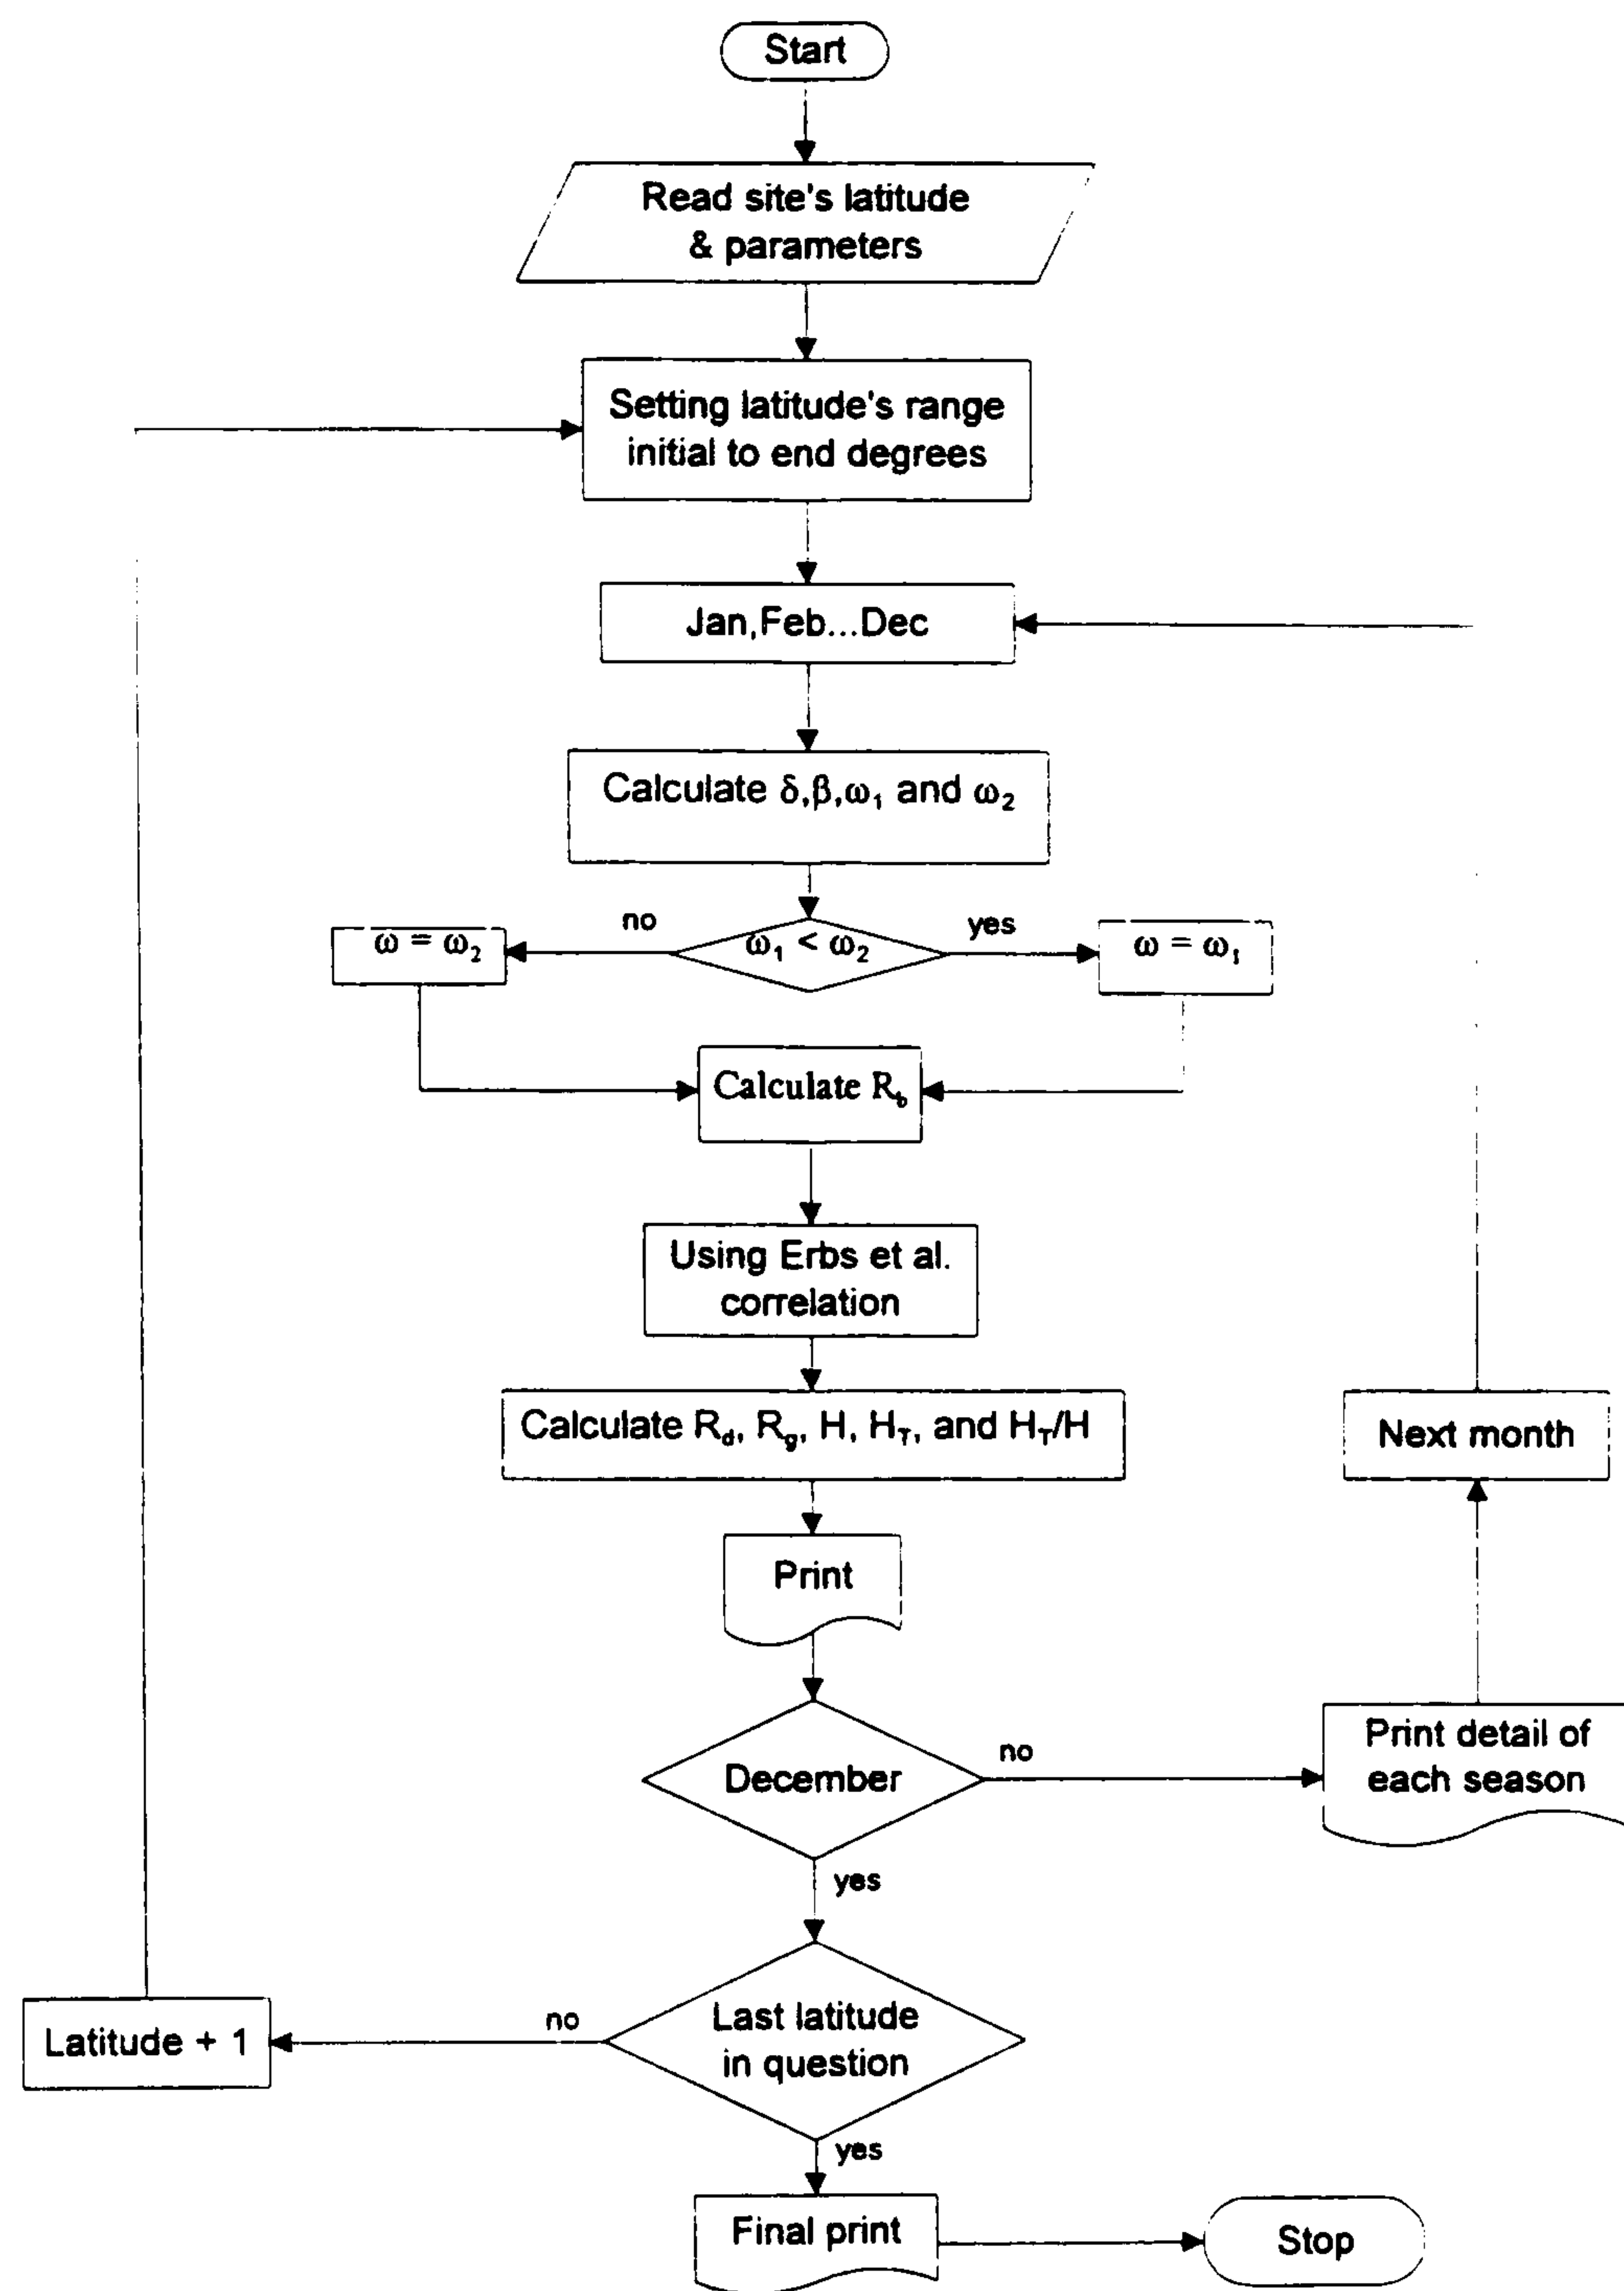 Start
Read site's latitude
& parameters
Setting latitude's range
initial to end degrees
Jan,Feb...Dec
Calculate δ,β,ω₁ and ω₂
no
yes
ω = ω₂
ω₁ < ω₂
ω = ω₁
Calculate R_b
Using Erbs et al.
correlation
Calculate R_d, R_g, H, H_T, and H_T/H
Next month
Print
December
no
Print detail of
each season
yes
Last latitude
in question
no
Latitude + 1
yes
Final print
Stop